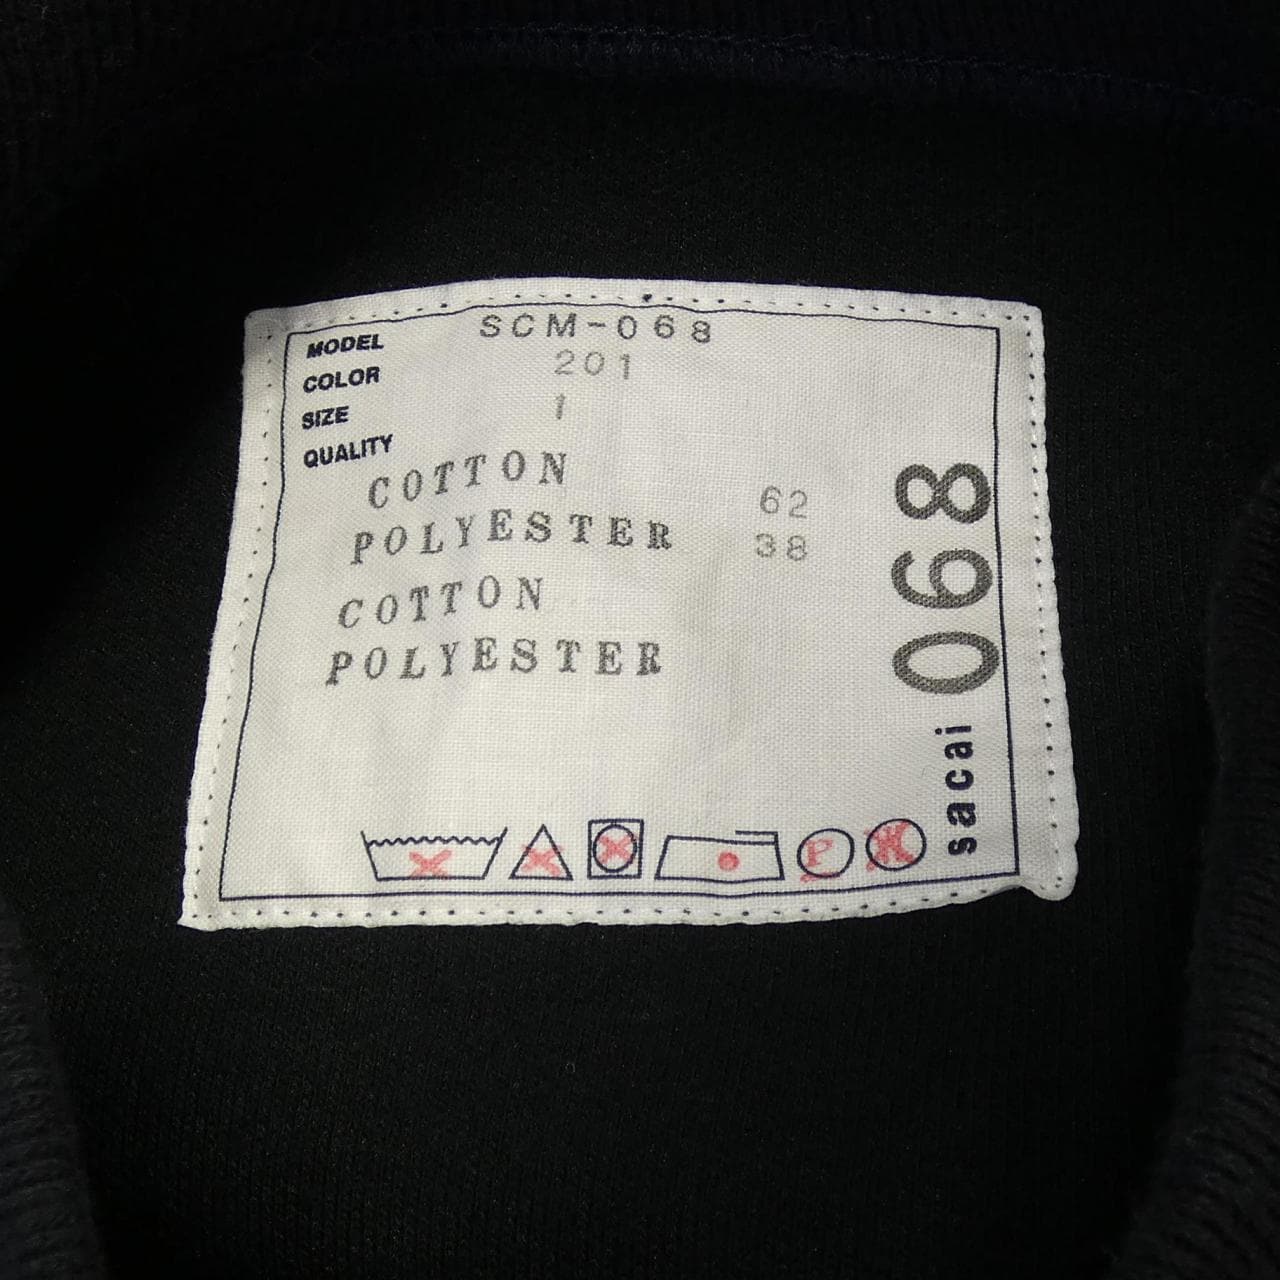 MODEL SCM-068
COLOR 201
SIZE 1
QUALITY
COTTON 62
POLYESTER 38
COTTON
POLYESTER
sacai 068
P
W